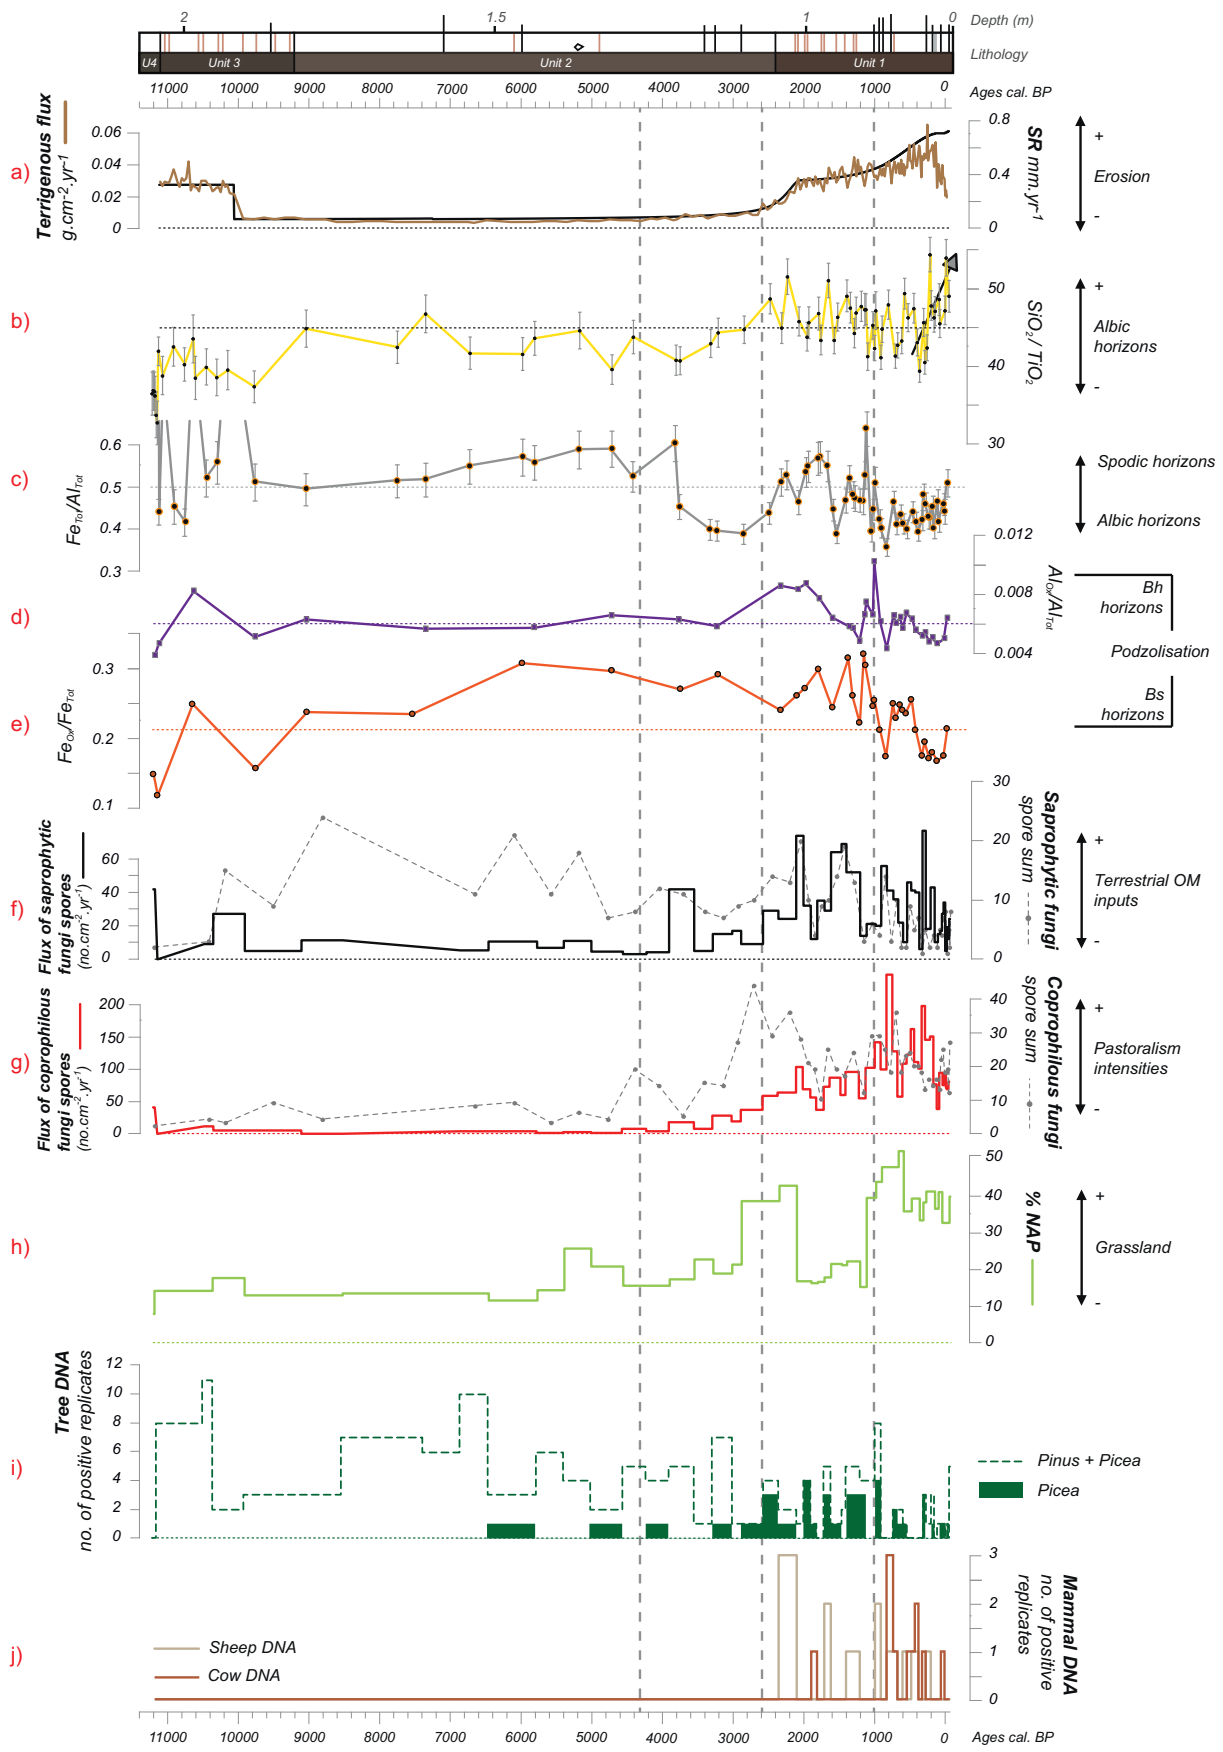 2 1.5 1 0 Depth (m)
U4 Unit 3 Unit 2 Unit 1 Lithology
11000 10000 9000 8000 7000 6000 5000 4000 3000 2000 1000 0 Ages cal. BP
a)
Terrigenous flux
g.cm-2.yr-1
0.06
0.04
0.02
0
0.8
0.4
0
SR mm.yr-1
+
Erosion
-
b)
50
40
30
SiO2/ TiO2
+
Albic
horizons
-
c)
FeTot/AlTot
0.6
0.5
0.4
0.3
Spodic horizons
Albic horizons
d)
0.012
0.008
0.004
AlOx/AlTot
Bh
horizons
Podzolisation
Bs
horizons
e)
FeOx/FeTot
0.3
0.2
0.1
f)
Flux of saprophytic
fungi spores
(no.cm-2.yr-1)
60
40
20
0
30
20
10
0
Saprophytic fungi
spore sum
+
Terrestrial OM
inputs
-
g)
Flux of coprophilous
fungi spores
(no.cm-2.yr-1)
200
150
100
50
0
40
30
20
10
0
Coprophilous fungi
spore sum
+
Pastoralism
intensities
-
h)
50
40
30
20
10
0
% NAP
+
Grassland
-
i)
Tree DNA
no. of positive replicates
12
10
8
6
4
2
0
Pinus + Picea
Picea
j)
Sheep DNA
Cow DNA
3
2
1
0
Mammal DNA
no. of positive
replicates
11000 10000 9000 8000 7000 6000 5000 4000 3000 2000 1000 0 Ages cal. BP